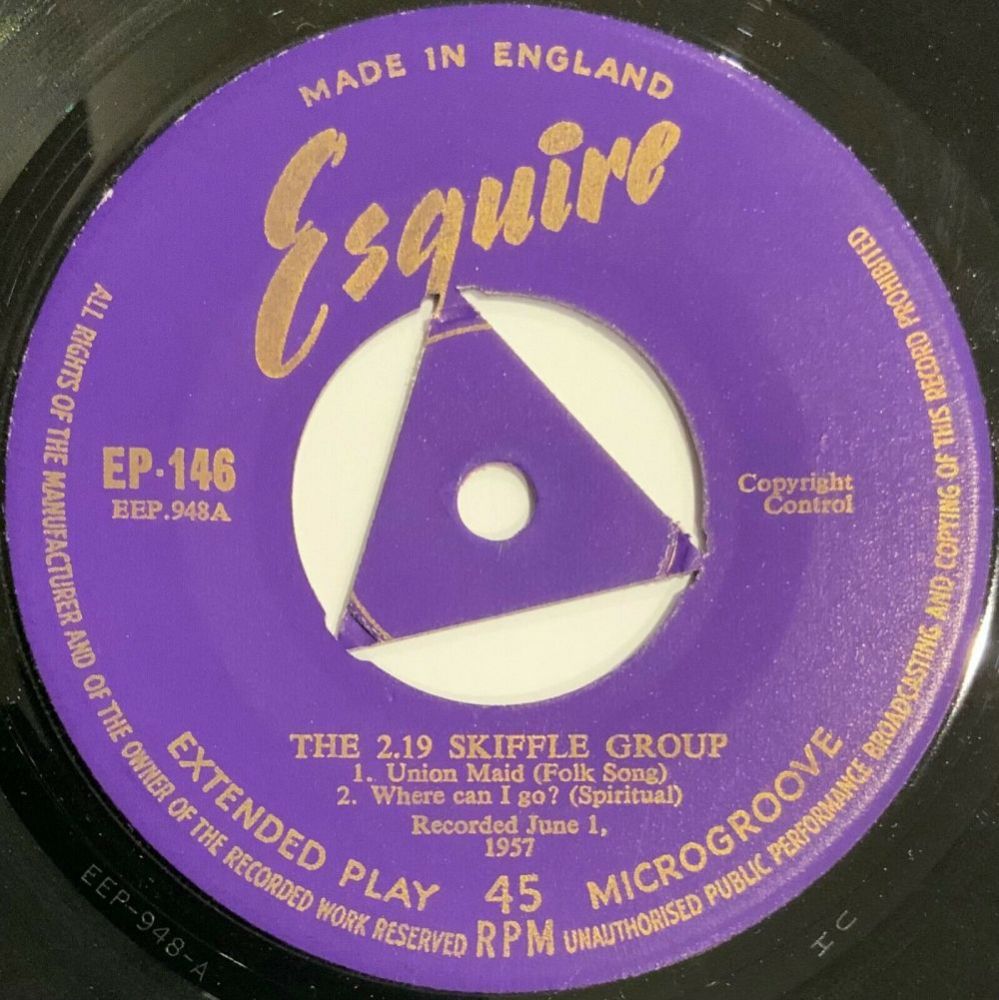 MADE IN ENGLAND
Esquire
EP·146
EEP.948A
Copyright
Control
THE 2.19 SKIFFLE GROUP
1. Union Maid (Folk Song)
2. Where can I go? (Spiritual)
Recorded June 1,
1957
EXTENDED PLAY 45 MICROGROOVE
RPM
ALL RIGHTS OF THE MANUFACTURER AND OF THE OWNER OF THE RECORDED WORK RESERVED
UNAUTHORISED PUBLIC PERFORMANCE BROADCASTING AND COPYING OF THIS RECORD PROHIBITED
EEP-948-A